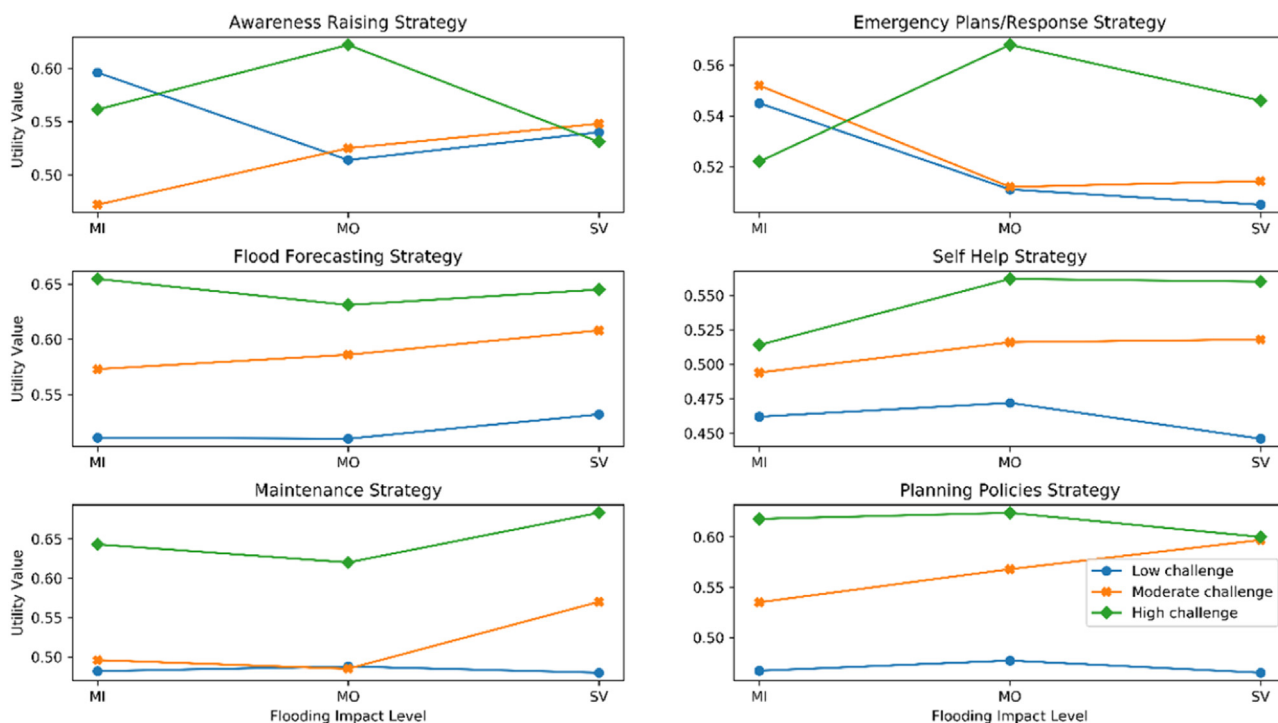 Awareness Raising Strategy
Utility Value
0.60
0.55
0.50
MI
MO
SV
Emergency Plans/Response Strategy
0.56
0.54
0.52
MI
MO
SV
Flood Forecasting Strategy
Utility Value
0.65
0.60
0.55
MI
MO
SV
Self Help Strategy
0.550
0.525
0.500
0.475
0.450
MI
MO
SV
Maintenance Strategy
Utility Value
0.65
0.60
0.55
0.50
MI
MO
SV
Flooding Impact Level
Planning Policies Strategy
0.60
0.55
0.50
Low challenge
Moderate challenge
High challenge
MI
MO
SV
Flooding Impact Level